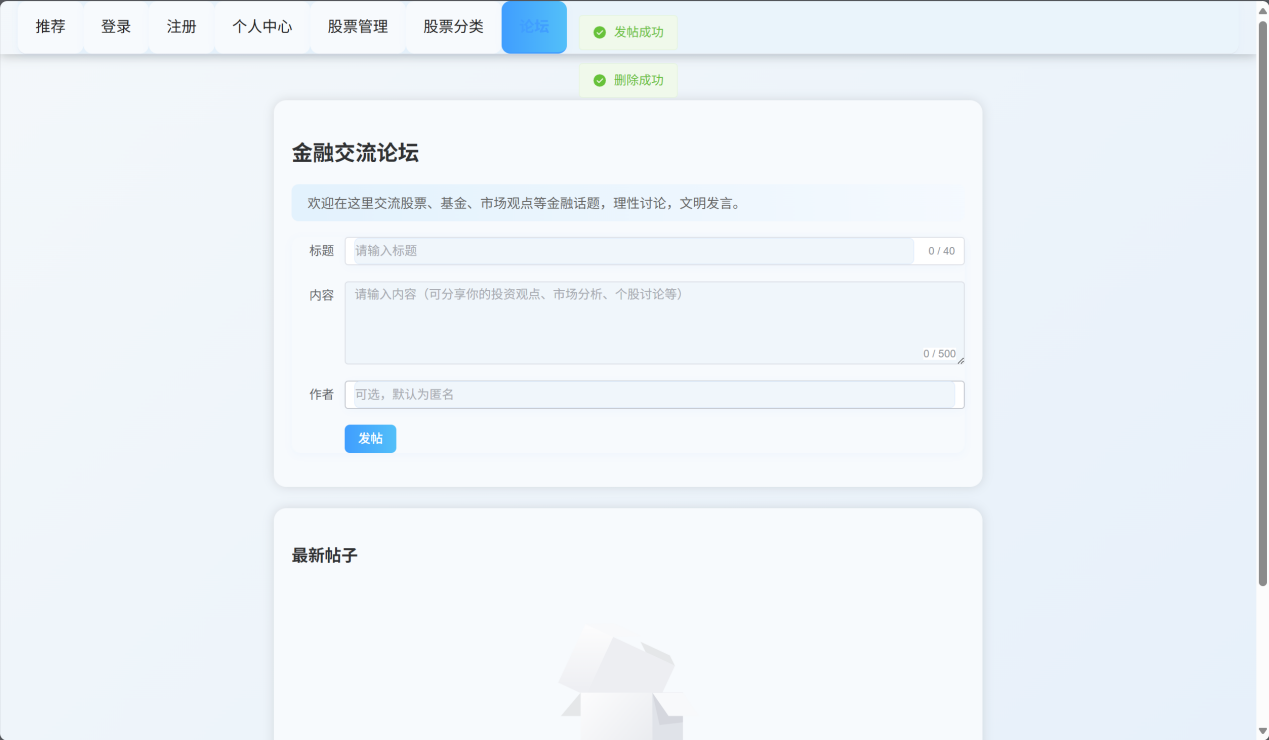 推荐 登录 注册 个人中心 股票管理 股票分类 论坛
发帖成功
删除成功
金融交流论坛
欢迎在这里交流股票、基金、市场观点等金融话题，理性讨论，文明发言。
标题 请输入标题 0 / 40
内容 请输入内容（可分享你的投资观点、市场分析、个股讨论等）
0 / 500
作者 可选，默认为匿名
发帖
最新帖子